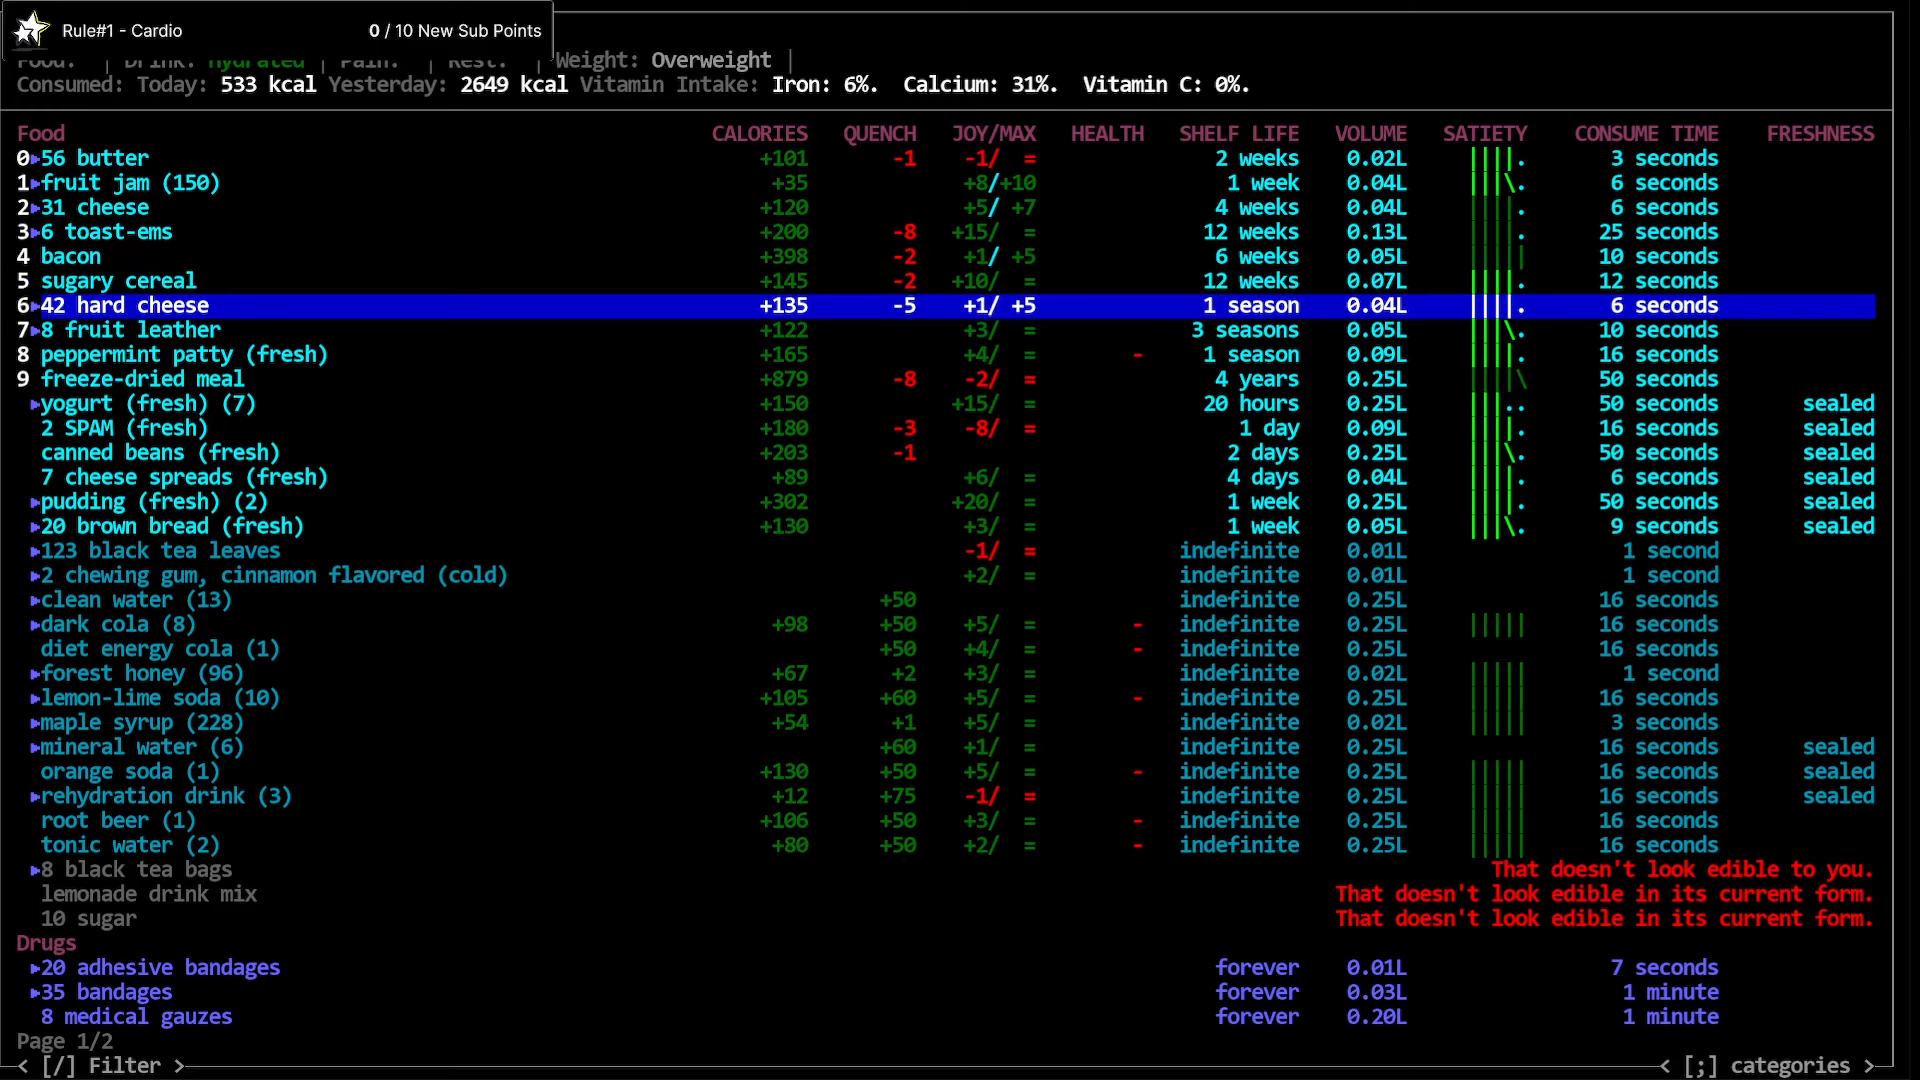 Rule#1 - Cardio 0 / 10 New Sub Points
Food: | Drink: Hydrated | Pain: | Rest: | Weight: Overweight |
Consumed: Today: 533 kcal Yesterday: 2649 kcal Vitamin Intake: Iron: 6%. Calcium: 31%. Vitamin C: 0%.
Food CALORIES QUENCH JOY/MAX HEALTH SHELF LIFE VOLUME SATIETY CONSUME TIME FRESHNESS
0 56 butter +101 -1 -1/ = 2 weeks 0.02L ||||. 3 seconds
1 fruit jam (150) +35 +8/+10 1 week 0.04L |||\. 6 seconds
2 31 cheese +120 +5/ +7 4 weeks 0.04L ||||. 6 seconds
3 6 toast-ems +200 -8 +15/ = 12 weeks 0.13L ||||. 25 seconds
4 bacon +398 -2 +1/ +5 6 weeks 0.05L ||||| 10 seconds
5 sugary cereal +145 -2 +10/ = 12 weeks 0.07L ||||. 12 seconds
6 42 hard cheese +135 -5 +1/ +5 1 season 0.04L ||||. 6 seconds
7 8 fruit leather +122 +3/ = 3 seasons 0.05L |||\. 10 seconds
8 peppermint patty (fresh) +165 +4/ = - 1 season 0.09L ||||. 16 seconds
9 freeze-dried meal +879 -8 -2/ = 4 years 0.25L ||||\ 50 seconds
yogurt (fresh) (7) +150 +15/ = 20 hours 0.25L |||.. 50 seconds sealed
2 SPAM (fresh) +180 -3 -8/ = 1 day 0.09L ||||. 16 seconds sealed
canned beans (fresh) +203 -1 2 days 0.25L |||\. 50 seconds sealed
7 cheese spreads (fresh) +89 +6/ = 4 days 0.04L ||||. 6 seconds sealed
pudding (fresh) (2) +302 +20/ = 1 week 0.25L ||||. 50 seconds sealed
20 brown bread (fresh) +130 +3/ = 1 week 0.05L |||\. 9 seconds sealed
123 black tea leaves -1/ = indefinite 0.01L 1 second
2 chewing gum, cinnamon flavored (cold) +2/ = indefinite 0.01L 1 second
clean water (13) +50 indefinite 0.25L 16 seconds
dark cola (8) +98 +50 +5/ = - indefinite 0.25L ||||| 16 seconds
diet energy cola (1) +50 +4/ = - indefinite 0.25L 16 seconds
forest honey (96) +67 +2 +3/ = indefinite 0.02L ||||| 1 second
lemon-lime soda (10) +105 +60 +5/ = - indefinite 0.25L ||||| 16 seconds
maple syrup (228) +54 +1 +5/ = indefinite 0.02L ||||| 3 seconds
mineral water (6) +60 +1/ = indefinite 0.25L 16 seconds sealed
orange soda (1) +130 +50 +5/ = - indefinite 0.25L ||||| 16 seconds sealed
rehydration drink (3) +12 +75 -1/ = indefinite 0.25L ||||| 16 seconds sealed
root beer (1) +106 +50 +3/ = - indefinite 0.25L ||||| 16 seconds
tonic water (2) +80 +50 +2/ = - indefinite 0.25L ||||| 16 seconds
8 black tea bags That doesn't look edible to you.
lemonade drink mix That doesn't look edible in its current form.
10 sugar That doesn't look edible in its current form.
Drugs
20 adhesive bandages forever 0.01L 7 seconds
35 bandages forever 0.03L 1 minute
8 medical gauzes forever 0.20L 1 minute
Page 1/2
< [/] Filter > < [;] categories >